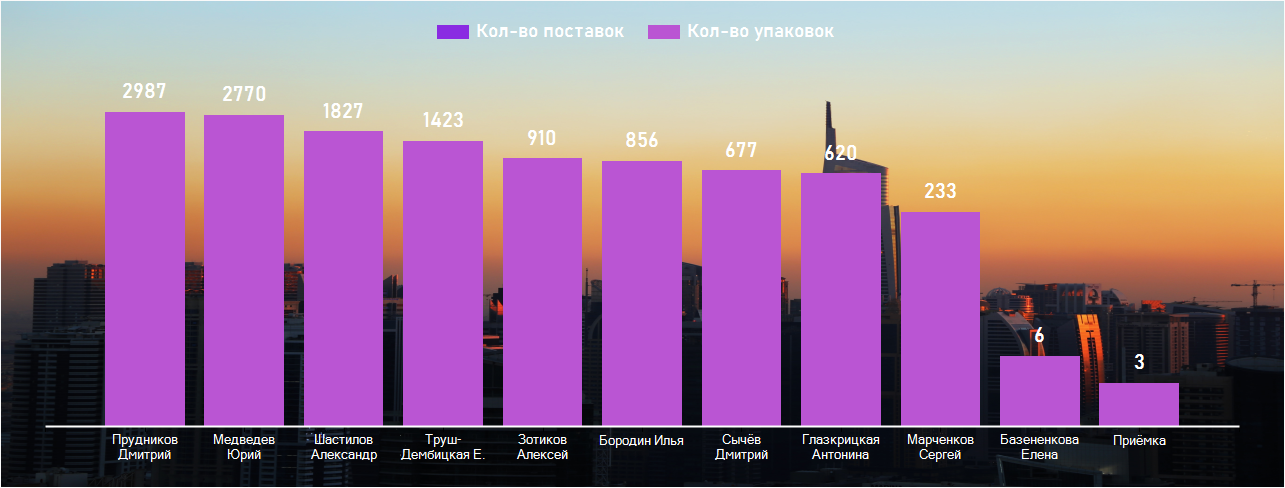 Кол-во поставок Кол-во упаковок
2987
2770
1827
1423
910
856
677
620
233
6
3
Прудников
Дмитрий
Медведев
Юрий
Шастилов
Александр
Труш-
Дембицкая Е.
Зотиков
Алексей
Бородин Илья
Сычёв
Дмитрий
Глазкрицкая
Антонина
Марченков
Сергей
Базененкова
Елена
Приёмка